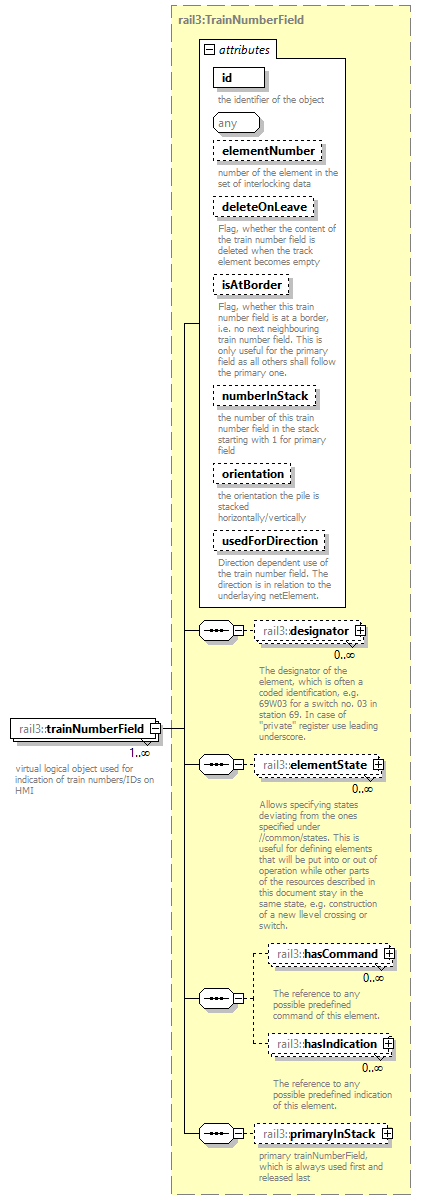 rail3:TrainNumberField
attributes
id
the identifier of the object
any
elementNumber
number of the element in the
set of interlocking data
deleteOnLeave
Flag, whether the content of
the train number field is
deleted when the track
element becomes empty
isAtBorder
Flag, whether this train
number field is at a border,
i.e. no next neighbouring
train number field. This is
only useful for the primary
field as all others shall follow
the primary one.
numberInStack
the number of this train
number field in the stack
starting with 1 for primary
field
orientation
the orientation the pile is
stacked
horizontally/vertically
usedForDirection
Direction dependent use of
the train number field. The
direction is in relation to the
underlaying netElement.
rail3:designator
0..∞
The designator of the
element, which is often a
coded identification, e.g.
69W03 for a switch no. 03 in
station 69. In case of
"private" register use leading
underscore.
rail3:trainNumberField
1..∞
virtual logical object used for
indication of train numbers/IDs on
HMI
rail3:elementState
0..∞
Allows specifying states
deviating from the ones
specified under
//common/states. This is
useful for defining elements
that will be put into or out of
operation while other parts
of the resources described in
this document stay in the
same state, e.g. construction
of a new llevel crossing or
switch.
rail3:hasCommand
0..∞
The reference to any
possible predefined
command of this element.
rail3:hasIndication
0..∞
The reference to any
possible predefined indication
of this element.
rail3:primaryInStack
primary trainNumberField,
which is always used first and
released last